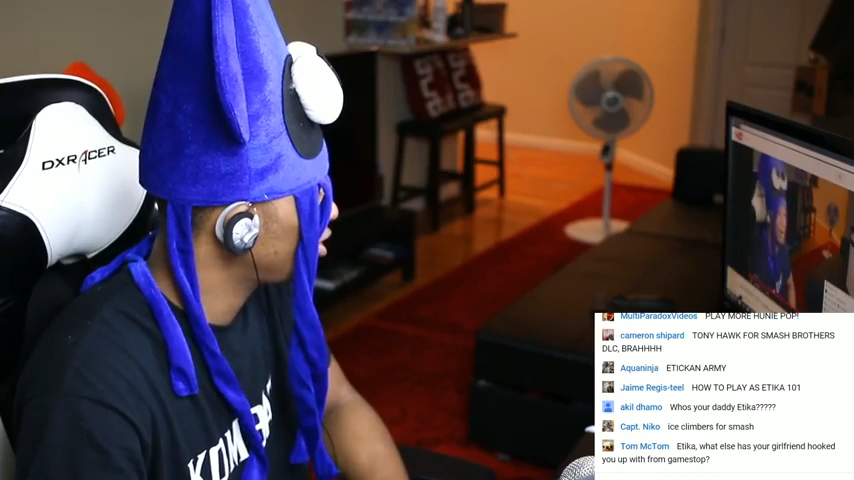 DXRACER
MultiParadoxVideos PLAY MORE HUNIE POP!
cameron shipard TONY HAWK FOR SMASH BROTHERS
DLC, BRAHHHH
Aquaninja ETICKAN ARMY
Jaime Regis-teel HOW TO PLAY AS ETIKA 101
akil dhamo Whos your daddy Etika?????
Capt. Niko ice climbers for smash
Tom McTom Etika, what else has your girlfriend hooked
you up with from gamestop?